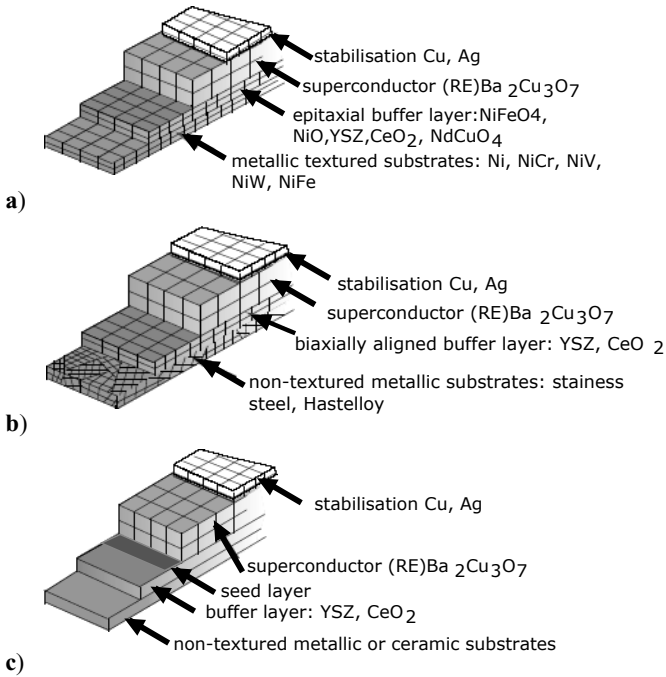 stabilisation Cu, Ag
superconductor (RE)Ba 2Cu3O7
epitaxial buffer layer:NiFeO4,
NiO,YSZ,CeO2, NdCuO4
metallic textured substrates: Ni, NiCr, NiV,
NiW, NiFe
a)
stabilisation Cu, Ag
superconductor (RE)Ba 2Cu3O7
biaxially aligned buffer layer: YSZ, CeO 2
non-textured metallic substrates: stainess
steel, Hastelloy
b)
stabilisation Cu, Ag
superconductor (RE)Ba 2Cu3O7
seed layer
buffer layer: YSZ, CeO2
non-textured metallic or ceramic substrates
c)